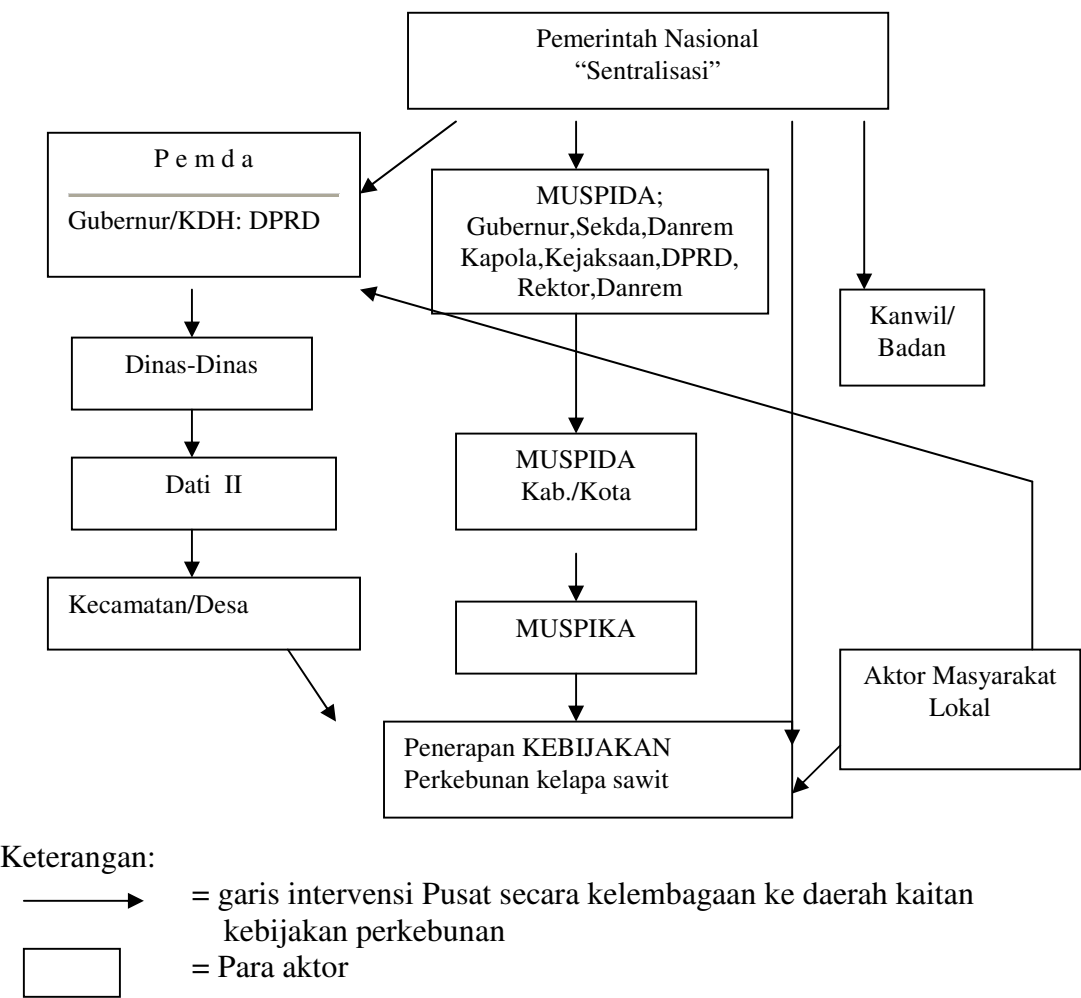 Pemerintah Nasional
“Sentralisasi”
P e m d a
Gubernur/KDH: DPRD
MUSPIDA;
Gubernur,Sekda,Danrem
Kapola,Kejaksaan,DPRD,
Rektor,Danrem
Kanwil/
Badan
Dinas-Dinas
MUSPIDA
Kab./Kota
Dati II
Kecamatan/Desa
MUSPIKA
Aktor Masyarakat
Lokal
Penerapan KEBIJAKAN
Perkebunan kelapa sawit
Keterangan:
= garis intervensi Pusat secara kelembagaan ke daerah kaitan
kebijakan perkebunan
= Para aktor